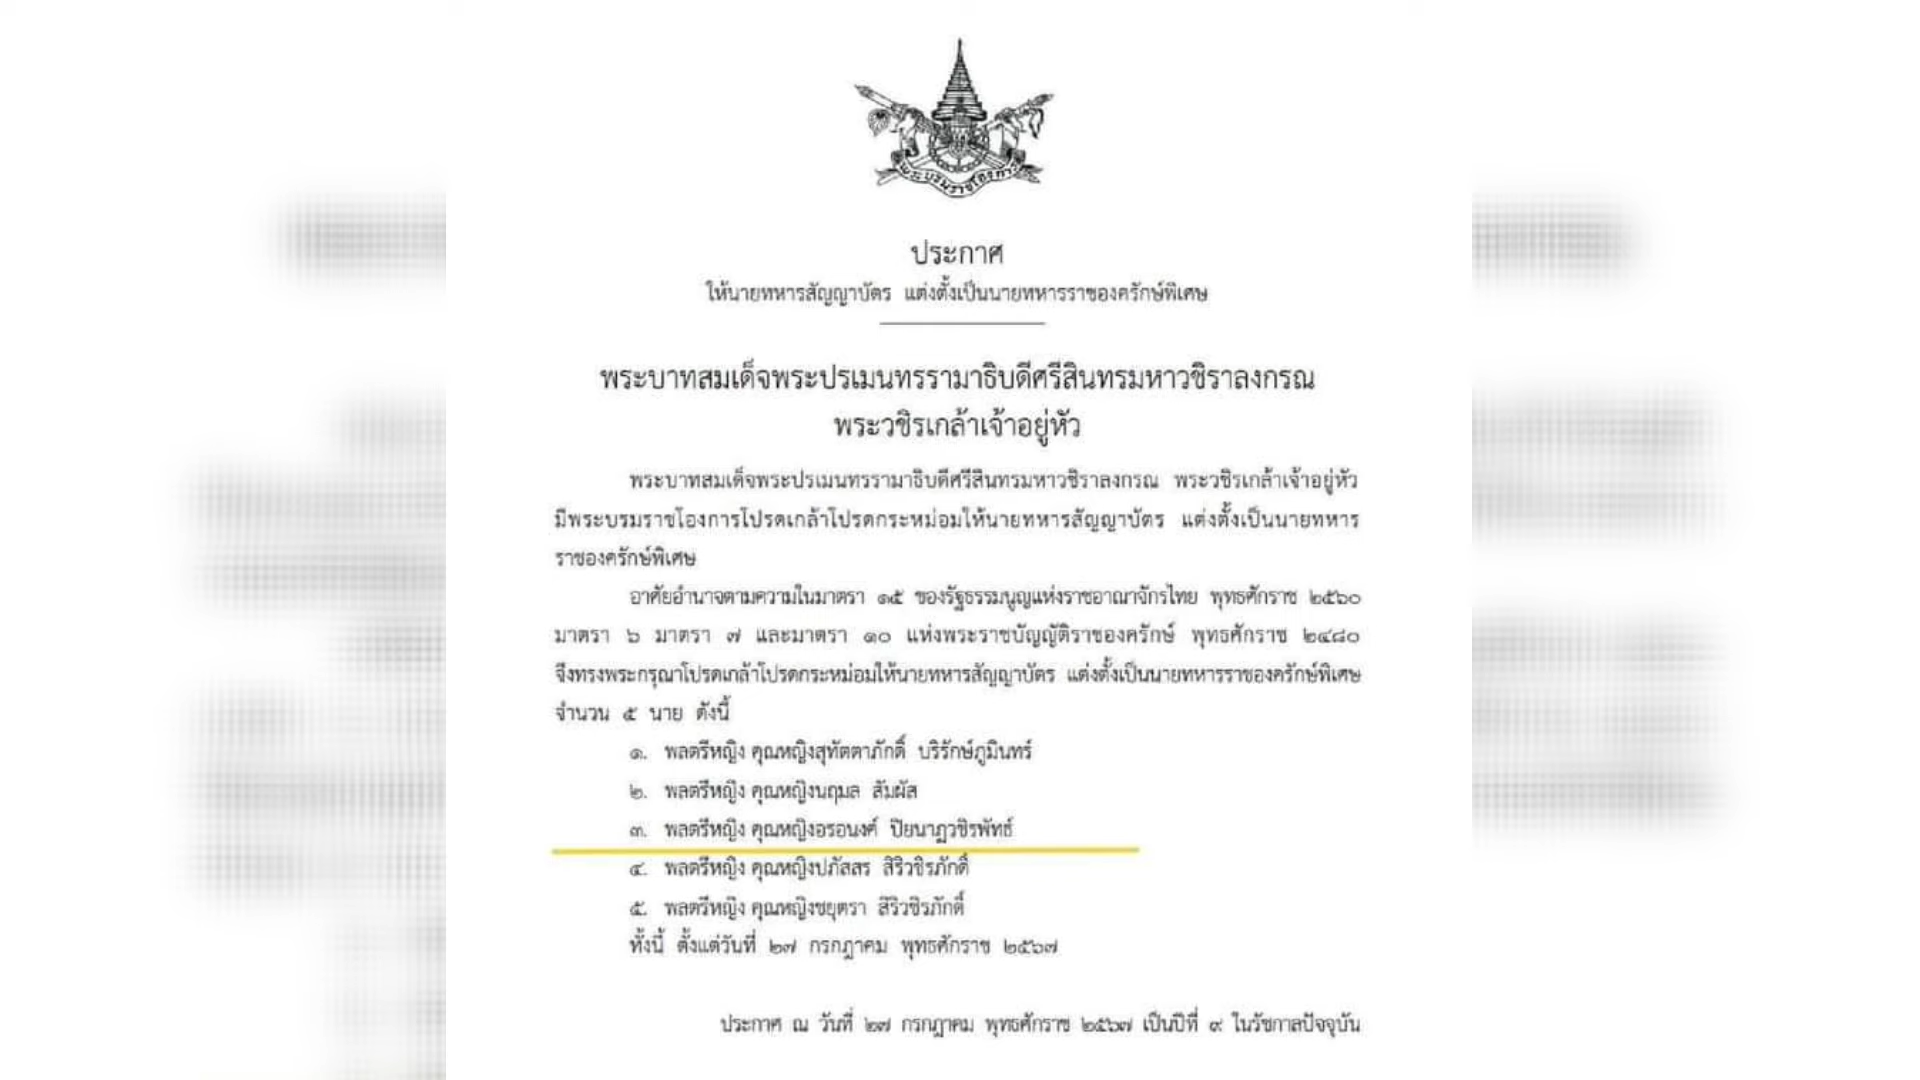 พระบรมราชโองการ
ประกาศ
ให้นายทหารสัญญาบัตร แต่งตั้งเป็นนายทหารราชองครักษ์พิเศษ
พระบาทสมเด็จพระปรเมนทรรามาธิบดีศรีสินทรมหาวชิราลงกรณ
พระวชิรเกล้าเจ้าอยู่หัว
พระบาทสมเด็จพระปรเมนทรรามาธิบดีศรีสินทรมหาวชิราลงกรณ พระวชิรเกล้าเจ้าอยู่หัว
มีพระบรมราชโองการโปรดเกล้าโปรดกระหม่อมให้นายทหารสัญญาบัตร แต่งตั้งเป็นนายทหาร
ราชองครักษ์พิเศษ
อาศัยอำนาจตามความในมาตรา ๑๕ ของรัฐธรรมนูญแห่งราชอาณาจักรไทย พุทธศักราช ๒๕๖๐
มาตรา ๖ มาตรา ๗ และมาตรา ๑๐ แห่งพระราชบัญญัติราชองครักษ์ พุทธศักราช ๒๔๘๐
จึงทรงพระกรุณาโปรดเกล้าโปรดกระหม่อมให้นายทหารสัญญาบัตร แต่งตั้งเป็นนายทหารราชองครักษ์พิเศษ
จำนวน ๕ นาย ดังนี้
๑. พลตรีหญิง คุณหญิงสุทัตตาภักดิ์ บริรักษ์ภูมินทร์
๒. พลตรีหญิง คุณหญิงนฤมล สัมผัส
๓. พลตรีหญิง คุณหญิงอรอนงค์ ปิยนาฏวชิรพัทธ์
๔. พลตรีหญิง คุณหญิงปภัสสร สิริวชิรภักดิ์
๕. พลตรีหญิง คุณหญิงชยุตรา สิริวชิรภักดิ์
ทั้งนี้ ตั้งแต่วันที่ ๒๗ กรกฎาคม พุทธศักราช ๒๕๖๗
ประกาศ ณ วันที่ ๒๗ กรกฎาคม พุทธศักราช ๒๕๖๗ เป็นปีที่ ๙ ในรัชกาลปัจจุบัน